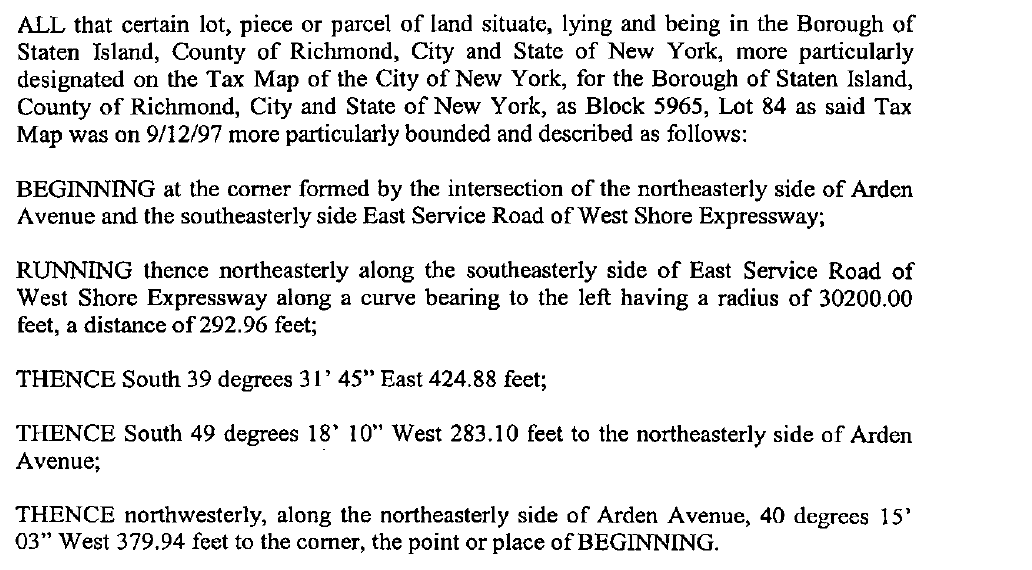 ALL that certain lot, piece or parcel of land situate, lying and being in the Borough of
Staten Island, County of Richmond, City and State of New York, more particularly
designated on the Tax Map of the City of New York, for the Borough of Staten Island,
County of Richmond, City and State of New York, as Block 5965, Lot 84 as said Tax
Map was on 9/12/97 more particularly bounded and described as follows:
BEGINNING at the corner formed by the intersection of the northeasterly side of Arden
Avenue and the southeasterly side East Service Road of West Shore Expressway;
RUNNING thence northeasterly along the southeasterly side of East Service Road of
West Shore Expressway along a curve bearing to the left having a radius of 30200.00
feet, a distance of 292.96 feet;
THENCE South 39 degrees 31’ 45” East 424.88 feet;
THENCE South 49 degrees 18’ 10” West 283.10 feet to the northeasterly side of Arden
Avenue;
THENCE northwesterly, along the northeasterly side of Arden Avenue, 40 degrees 15’
03” West 379.94 feet to the corner, the point or place of BEGINNING.